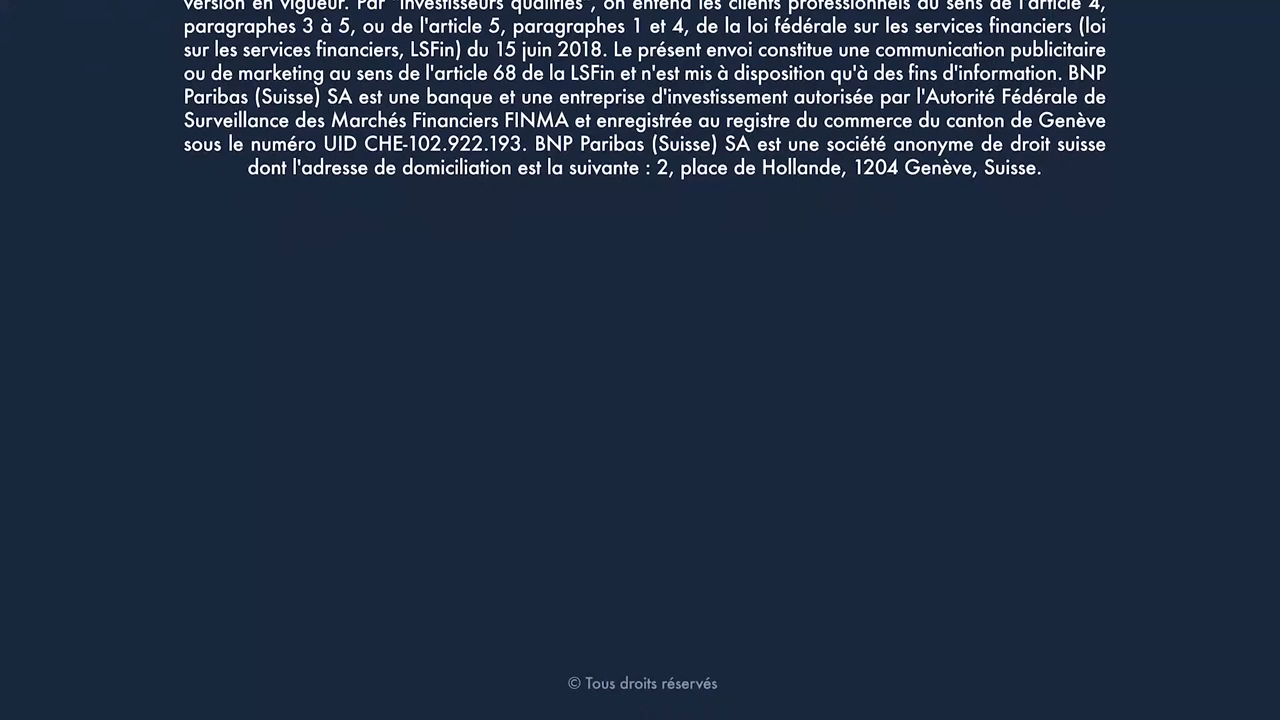 version en vigueur. Par "investisseurs qualifiés", on entend les clients professionnels au sens de l'article 4,
paragraphes 3 à 5, ou de l'article 5, paragraphes 1 et 4, de la loi fédérale sur les services financiers (loi
sur les services financiers, LSFin) du 15 juin 2018. Le présent envoi constitue une communication publicitaire
ou de marketing au sens de l'article 68 de la LSFin et n'est mis à disposition qu'à des fins d'information. BNP
Paribas (Suisse) SA est une banque et une entreprise d'investissement autorisée par l'Autorité Fédérale de
Surveillance des Marchés Financiers FINMA et enregistrée au registre du commerce du canton de Genève
sous le numéro UID CHE-102.922.193. BNP Paribas (Suisse) SA est une société anonyme de droit suisse
dont l'adresse de domiciliation est la suivante : 2, place de Hollande, 1204 Genève, Suisse.
© Tous droits réservés